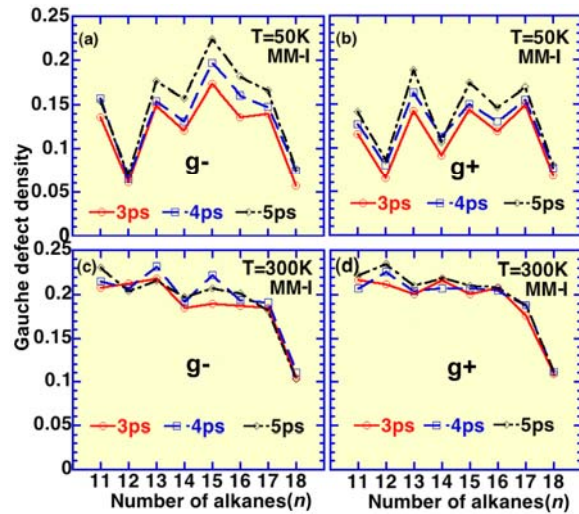 Gauche defect density
0.25
0.20
0.15
0.10
0.05
0
(a)
T=50K
MM-I
g-
3ps
4ps
5ps
(b)
T=50K
MM-I
g+
3ps
4ps
5ps
0.25
0.2
0.15
0.1
0.05
0
(c)
T=300K
MM-I
g-
3ps
4ps
5ps
(d)
T=300K
MM-I
g+
3ps
4ps
5ps
11 12 13 14 15 16 17 18
11 12 13 14 15 16 17 18
Number of alkanes(n)
Number of alkanes(n)